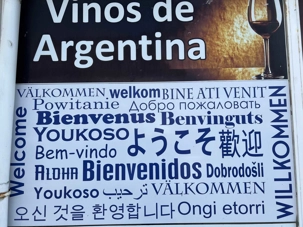 Vinos de
Argentina
VÄLKOMMEN welkom BINE ATI VENIT
Powitanie Добро пожаловать
Bienvenus Benvinguts
YOUKOSO ようこそ 歡迎
Bem-vindo
ALOHA Bienvenidos Dobrodošli
Youkoso ترحيب VÄLKOMMEN
오신 것을 환영합니다 Ongi etorri
Welcome
WILLKOMMEN